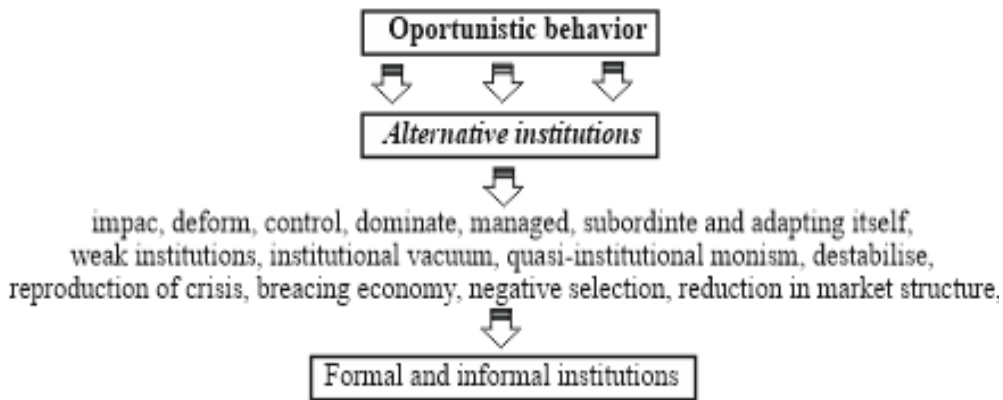 Oportunistic behavior
Alternative institutions
impac, deform, control, dominate, managed, subordinte and adapting itself,
weak institutions, institutional vacuum, quasi-institutional monism, destabilise,
reproduction of crisis, breacing economy, negative selection, reduction in market structure,
Formal and informal institutions